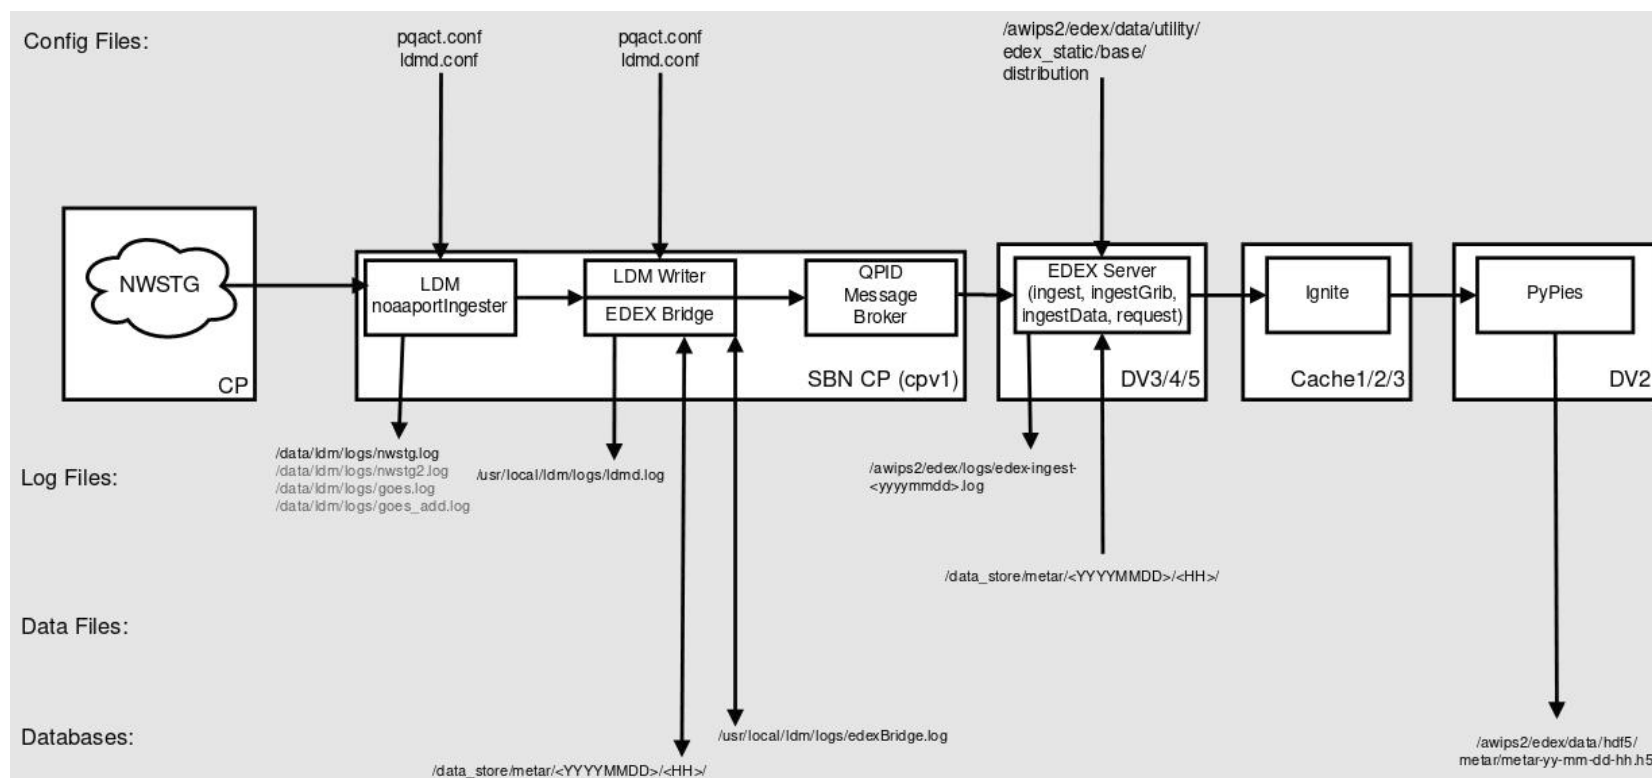 Config Files:
pqact.conf
ldmd.conf
pqact.conf
ldmd.conf
/awips2/edex/data/utility/
edex_static/base/
distribution
NWSTG
CP
LDM
noaaportIngester
LDM Writer
EDEX Bridge
QPID
Message
Broker
SBN CP (cpv1)
EDEX Server
(ingest, ingestGrib,
ingestData, request)
DV3/4/5
Ignite
Cache1/2/3
PyPies
DV2
Log Files:
/data/ldm/logs/nwstg.log
/data/ldm/logs/nwstg2.log
/data/ldm/logs/goes.log
/data/ldm/logs/goes_add.log
/usr/local/ldm/logs/ldmd.log
/awips2/edex/logs/edex-ingest-
<yyyymmdd>.log
/data_store/metar/<YYYYMMDD>/<HH>/
Data Files:
Databases:
/data_store/metar/<YYYYMMDD>/<HH>/
/usr/local/ldm/logs/edexBridge.log
/awips2/edex/data/hdf5/
metar/metar-yy-mm-dd-hh.h5